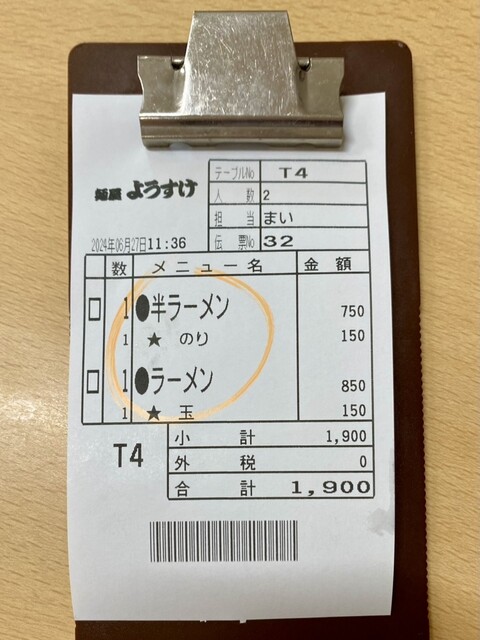 麺屋 ようすけ
テーブルNo T4
人数 2
担当 まい
2024年06月27日11:36
伝票No 32
数 メニュー名 金額
1 ●半ラーメン 750
1 ★ のり 150
1 ●ラーメン 850
1 ★ 玉 150
小計 1,900
T4
外税 0
合計 1,900